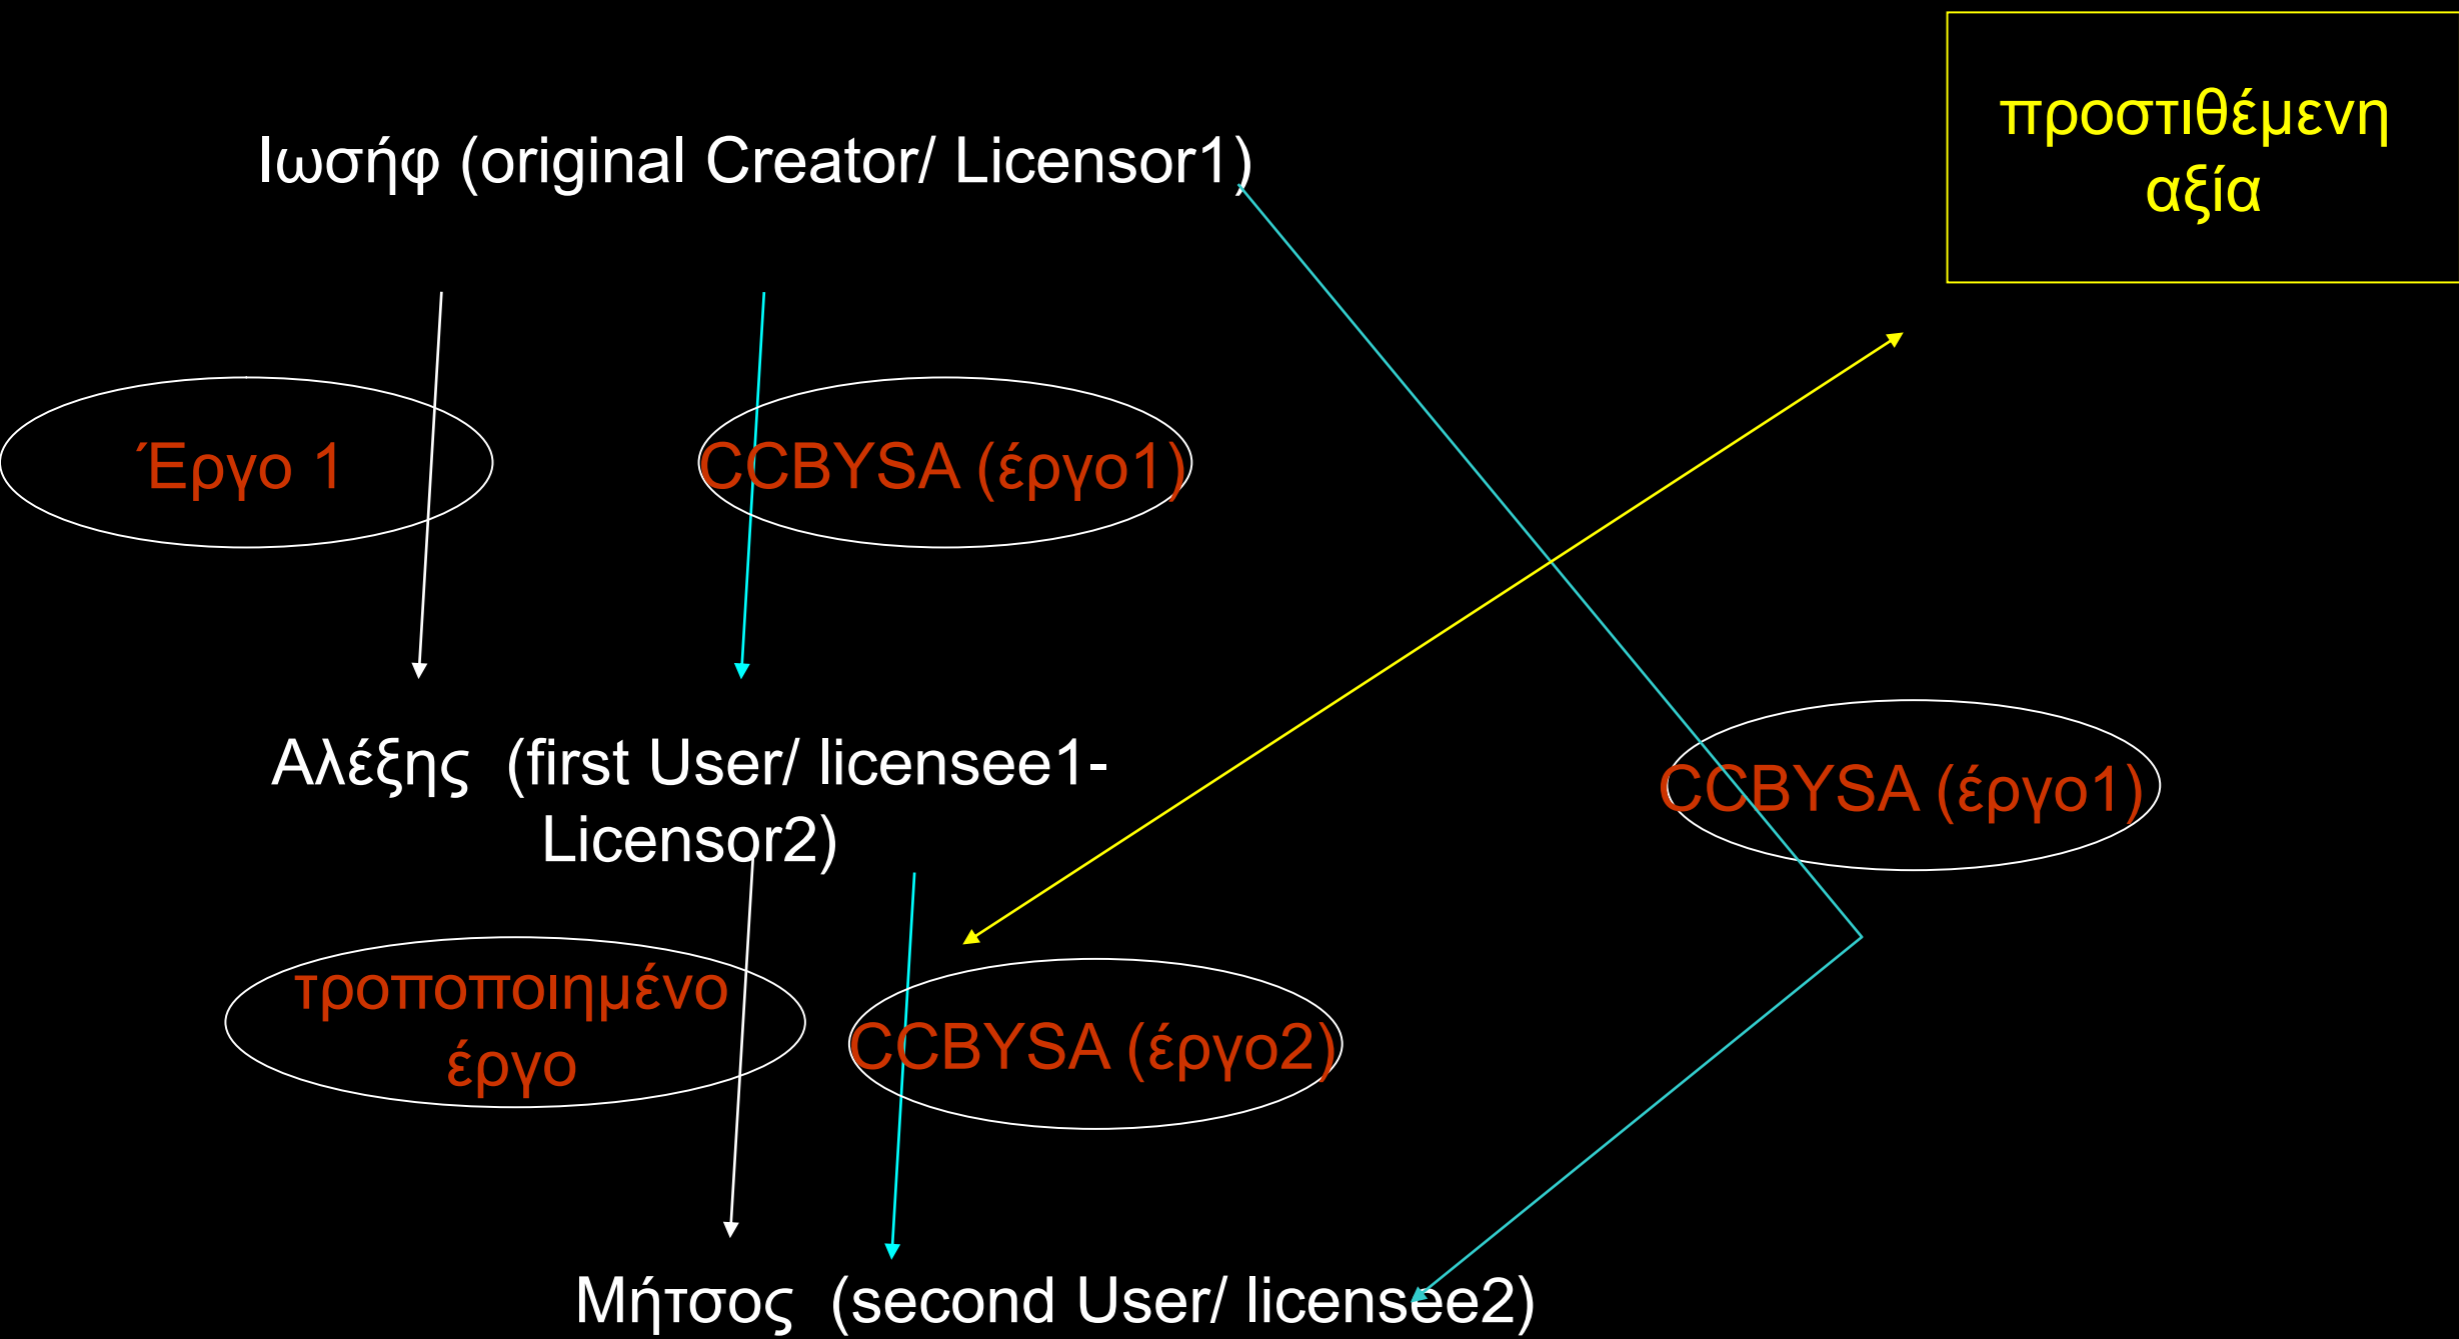 προστιθέμενη
αξία
Ιωσήφ (original Creator/ Licensor1)
Έργο 1
CCBYSA (έργο1)
Αλέξης (first User/ licensee1-
Licensor2)
CCBYSA (έργο1)
τροποποιημένο
έργο
CCBYSA (έργο2)
Μήτσος (second User/ licensee2)